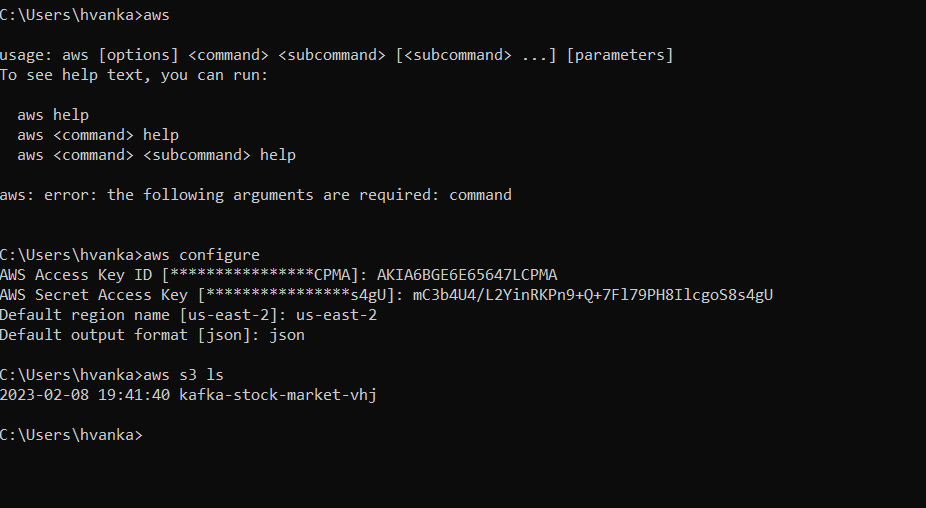 C:\Users\hvanka>aws
usage: aws [options] <command> <subcommand> [<subcommand> ...] [parameters]
To see help text, you can run:
aws help
aws <command> help
aws <command> <subcommand> help
aws: error: the following arguments are required: command
C:\Users\hvanka>aws configure
AWS Access Key ID [****************CPMA]: AKIA6BGE6E65647LCPMA
AWS Secret Access Key [****************s4gU]: 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
Default region name [us-east-2]: us-east-2
Default output format [json]: json
C:\Users\hvanka>aws s3 ls
2023-02-08 19:41:40 kafka-stock-market-vhj
C:\Users\hvanka>